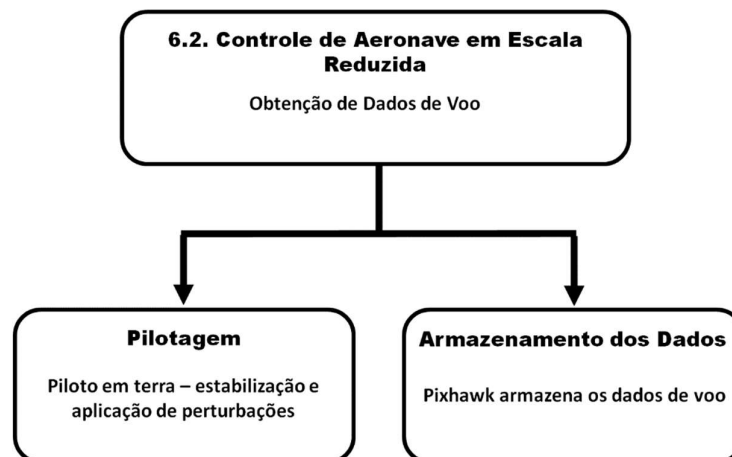 6.2. Controle de Aeronave em Escala
Reduzida
Obtenção de Dados de Voo
Pilotagem
Piloto em terra – estabilização e
aplicação de perturbações
Armazenamento dos Dados
Pixhawk armazena os dados de voo